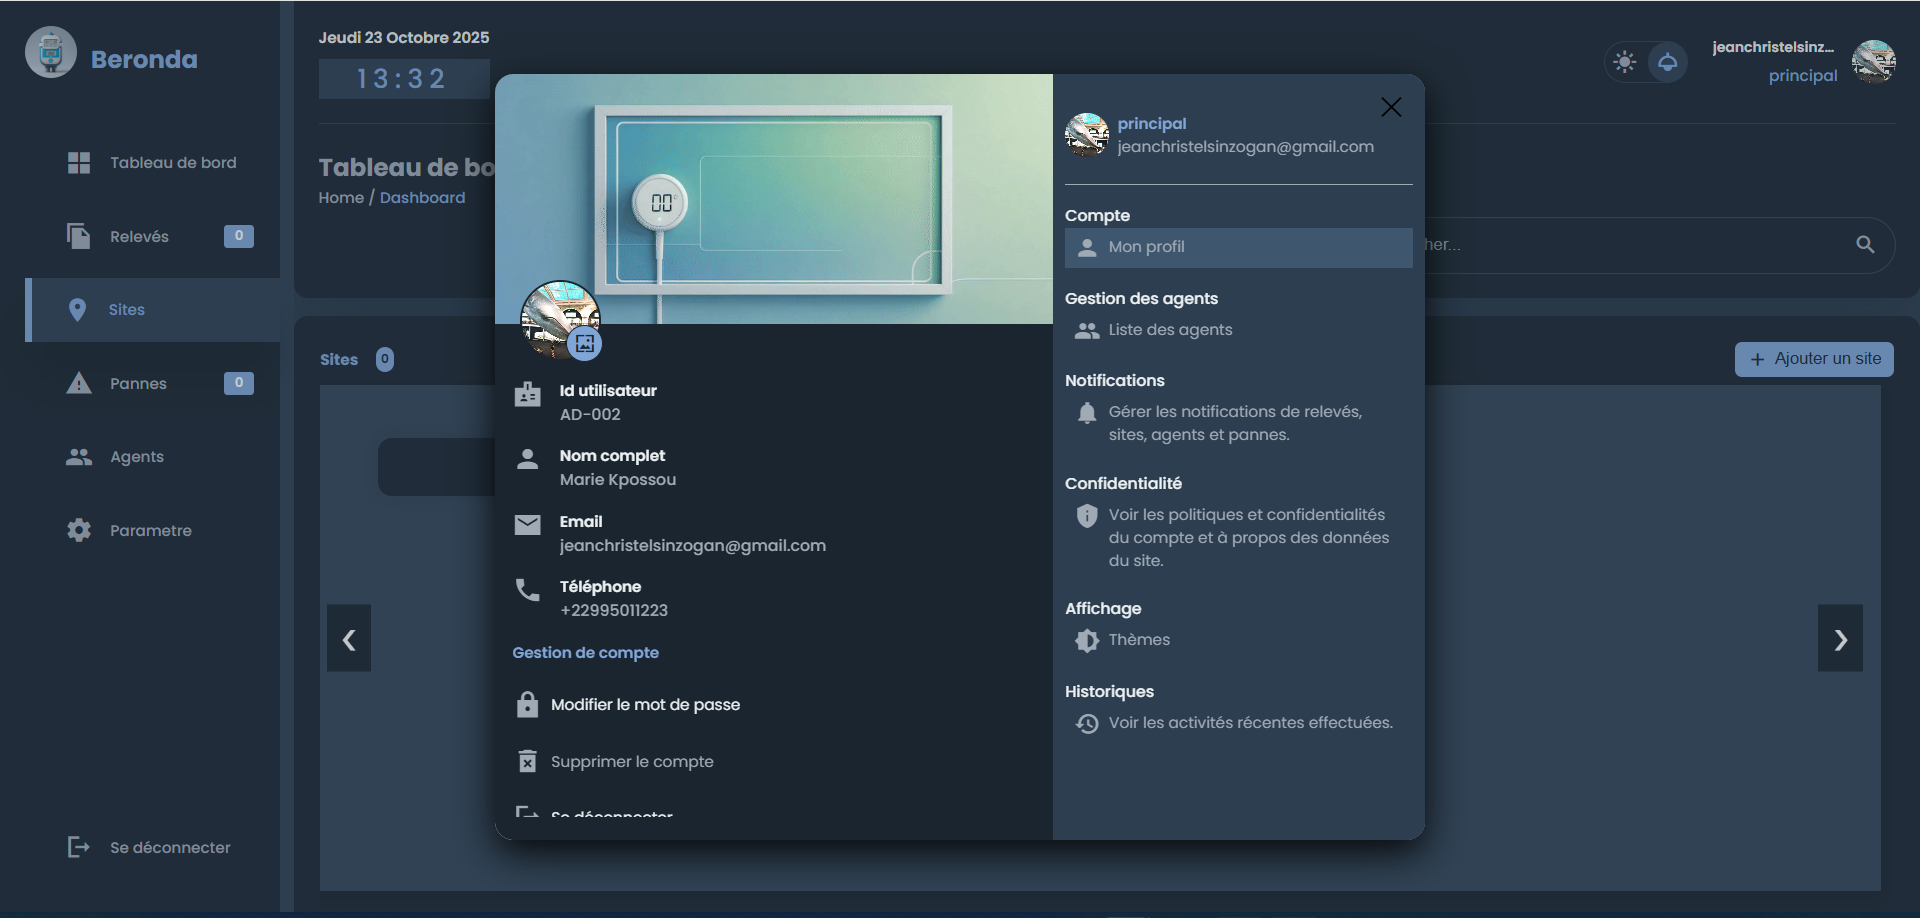 Beronda
Tableau de bord
Relevés
0
Sites
Pannes
0
Agents
Parametre
Se déconnecter
Jeudi 23 Octobre 2025
13:32
jeanchristelsinz...
principal
Tableau de bo
Home / Dashboard
her...
Sites
0
+ Ajouter un site
❮
❯
00
Id utilisateur
AD-002
Nom complet
Marie Kpossou
Email
jeanchristelsinzogan@gmail.com
Téléphone
+22995011223
Gestion de compte
Modifier le mot de passe
Supprimer le compte
Se déconnecter
principal
jeanchristelsinzogan@gmail.com
Compte
Mon profil
Gestion des agents
Liste des agents
Notifications
Gérer les notifications de relevés,
sites, agents et pannes.
Confidentialité
Voir les politiques et confidentialités
du compte et à propos des données
du site.
Affichage
Thèmes
Historiques
Voir les activités récentes effectuées.